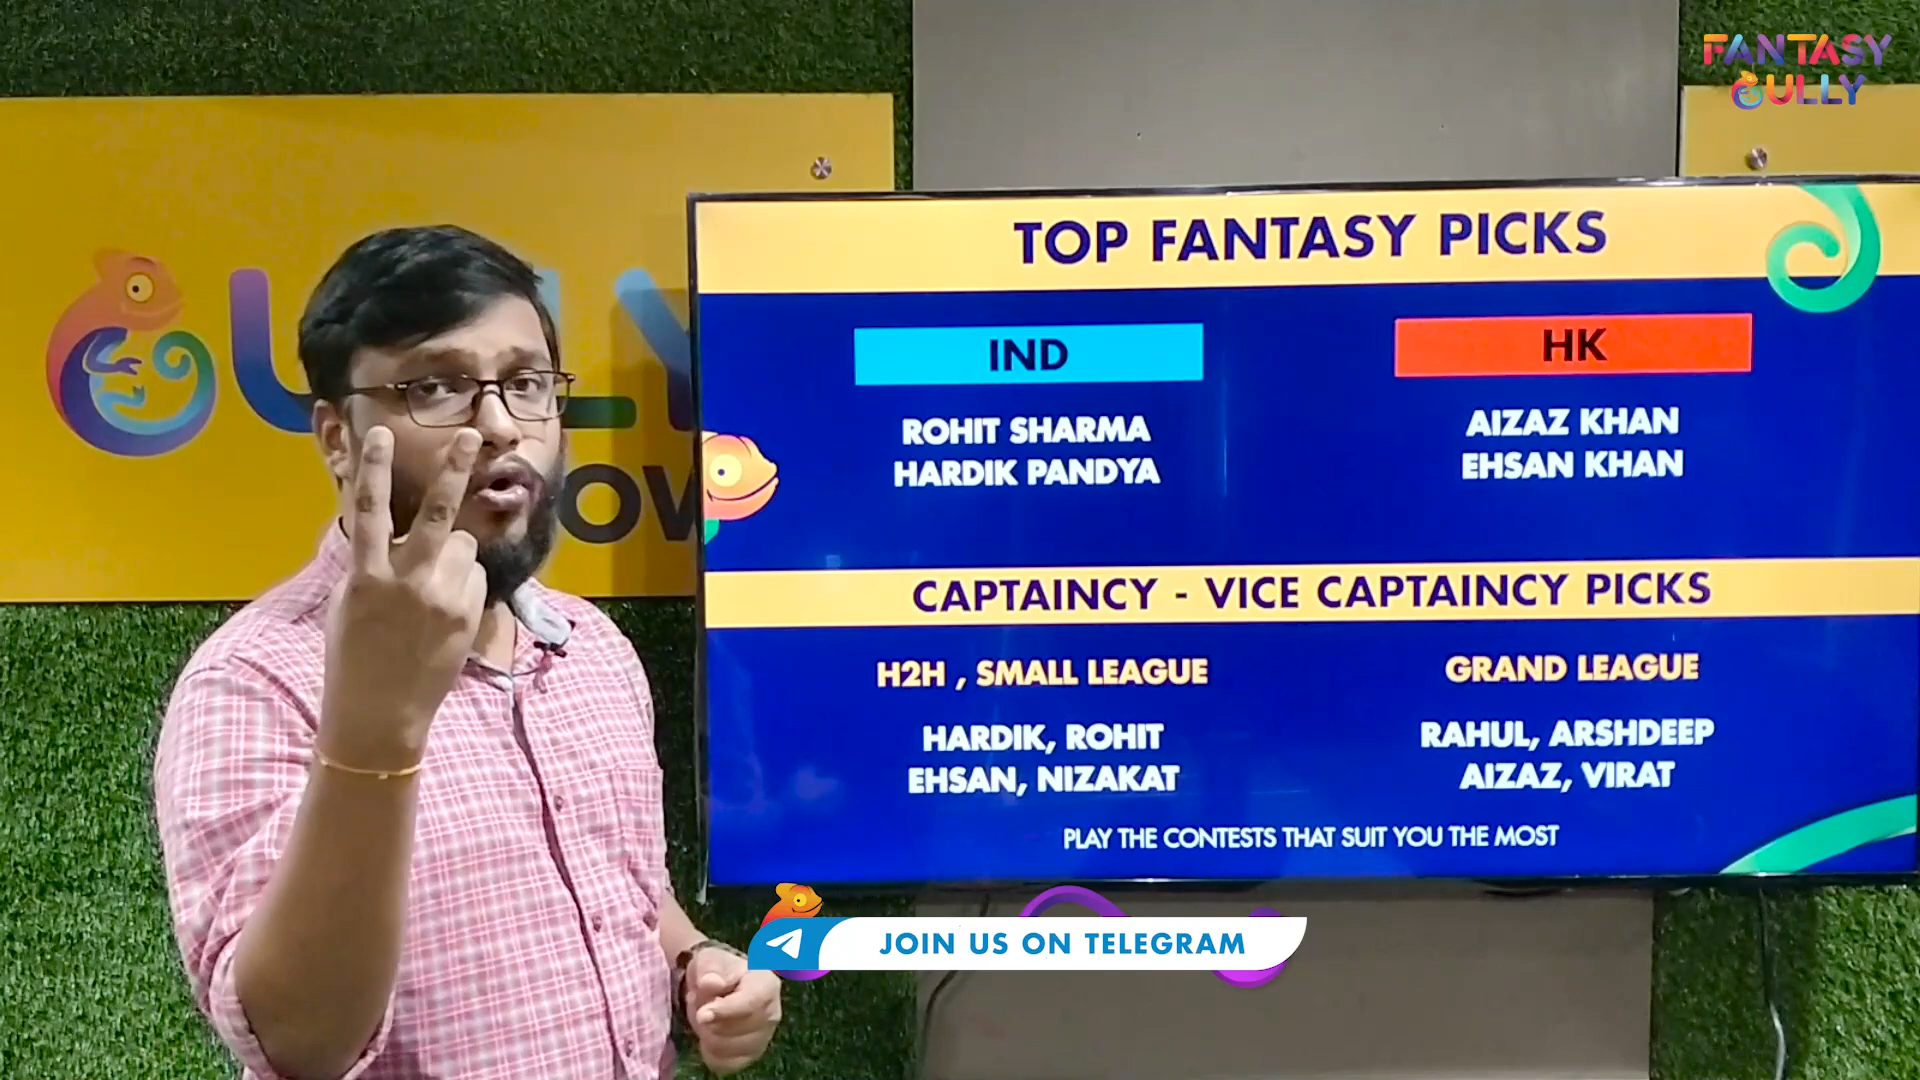 FANTASY
GULLY
ULLY
OW
TOP FANTASY PICKS
IND
HK
ROHIT SHARMA
HARDIK PANDYA
AIZAZ KHAN
EHSAN KHAN
CAPTAINCY - VICE CAPTAINCY PICKS
H2H , SMALL LEAGUE
GRAND LEAGUE
HARDIK, ROHIT
EHSAN, NIZAKAT
RAHUL, ARSHDEEP
AIZAZ, VIRAT
PLAY THE CONTESTS THAT SUIT YOU THE MOST
JOIN US ON TELEGRAM